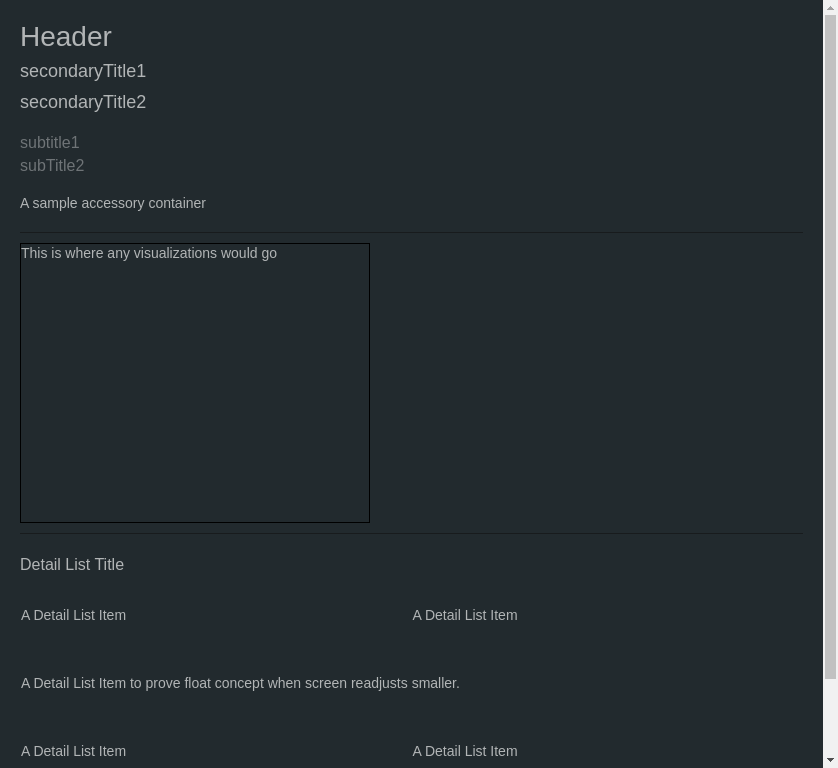 Header
secondaryTitle1
secondaryTitle2
subtitle1
subTitle2
A sample accessory container
This is where any visualizations would go
Detail List Title
A Detail List Item
A Detail List Item
A Detail List Item to prove float concept when screen readjusts smaller.
A Detail List Item
A Detail List Item